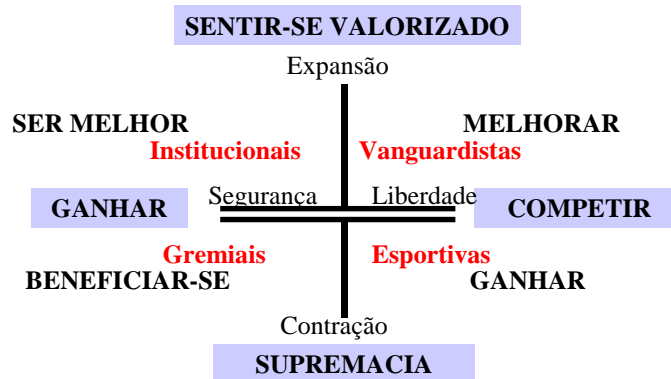 SENTIR-SE VALORIZADO
Expansão
SER MELHOR
MELHORAR
Institucionais
Vanguardistas
Segurança
Liberdade
GANHAR
COMPETIR
Gremiais
Esportivas
BENEFICIAR-SE
GANHAR
Contração
SUPREMACIA